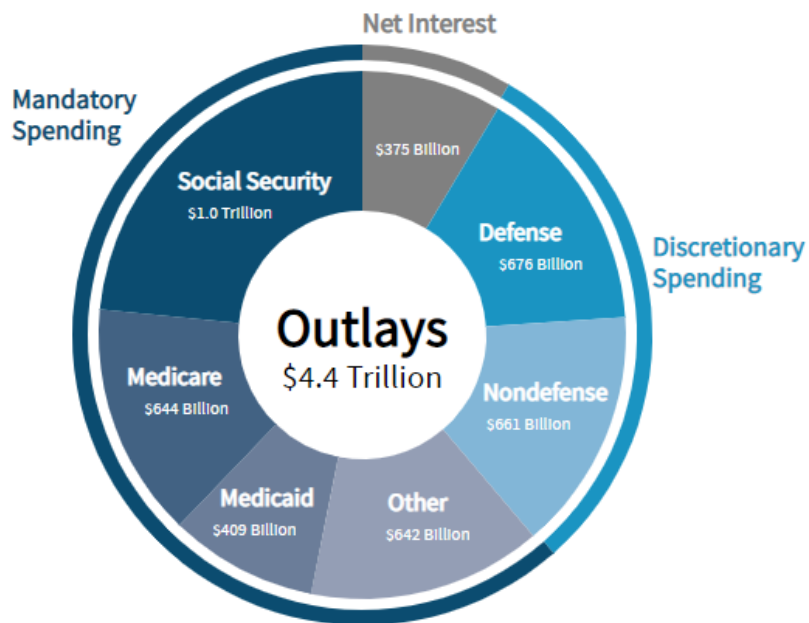 Net Interest
Mandatory
Spending
$375 Billion
Social Security
$1.0 Trillion
Defense
$676 Billion
Discretionary
Spending
Outlays
$4.4 Trillion
Medicare
$644 Billion
Nondefense
$661 Billion
Medicaid
$409 Billion
Other
$642 Billion